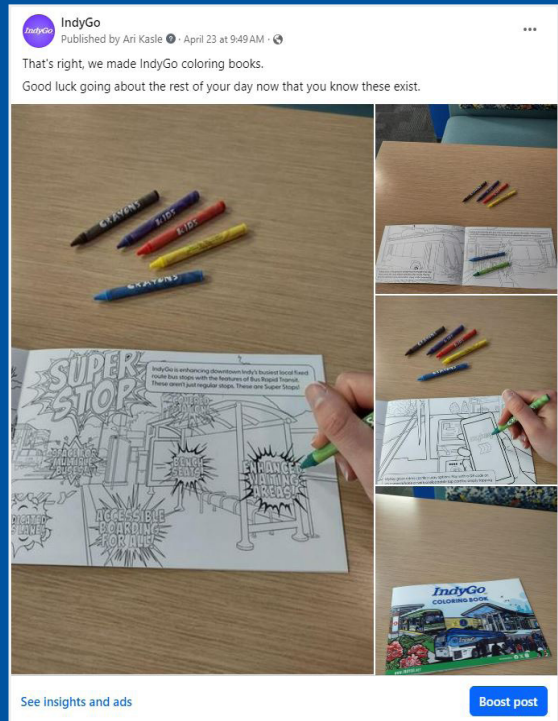 IndyGo
IndyGo
Published by Ari Kasle · April 23 at 9:49 AM ·
That's right, we made IndyGo coloring books.
Good luck going about the rest of your day now that you know these exist.
CRAYONS
KIDS
KIDS
CRAYONS
SUPER
STOP
IndyGo is enhancing downtown Indy's busiest local fixed
route bus stops with the features of Bus Rapid Transit.
These aren't just regular stops. These are Super Stops!
BENCH
SEATS
ENHANCED
WAITING
AREAS!
ACCESSIBLE
BOARDING
FOR ALL!
IndyGo
COLORING BOOK
See insights and ads
Boost post